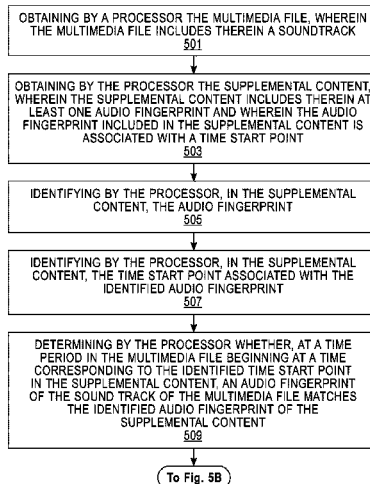 OBTAINING BY A PROCESSOR THE MULTIMEDIA FILE, WHEREIN
THE MULTIMEDIA FILE INCLUDES THEREIN A SOUNDTRACK
501
OBTAINING BY THE PROCESSOR THE SUPPLEMENTAL CONTENT,
WHEREIN THE SUPPLEMENTAL CONTENT INCLUDES THEREIN AT
LEAST ONE AUDIO FINGERPRINT AND WHEREIN THE AUDIO
FINGERPRINT INCLUDED IN THE SUPPLEMENTAL CONTENT IS
ASSOCIATED WITH A TIME START POINT
503
IDENTIFYING BY THE PROCESSOR, IN THE SUPPLEMENTAL
CONTENT, THE AUDIO FINGERPRINT
505
IDENTIFYING BY THE PROCESSOR, IN THE SUPPLEMENTAL
CONTENT, THE TIME START POINT ASSOCIATED WITH THE
IDENTIFIED AUDIO FINGERPRINT
507
DETERMINING BY THE PROCESSOR WHETHER, AT A TIME
PERIOD IN THE MULTIMEDIA FILE BEGINNING AT A TIME
CORRESPONDING TO THE IDENTIFIED TIME START POINT
IN THE SUPPLEMENTAL CONTENT, AN AUDIO FINGERPRINT
OF THE SOUND TRACK OF THE MULTIMEDIA FILE MATCHES
THE IDENTIFIED AUDIO FINGERPRINT OF THE
SUPPLEMENTAL CONTENT
509
To Fig. 5B